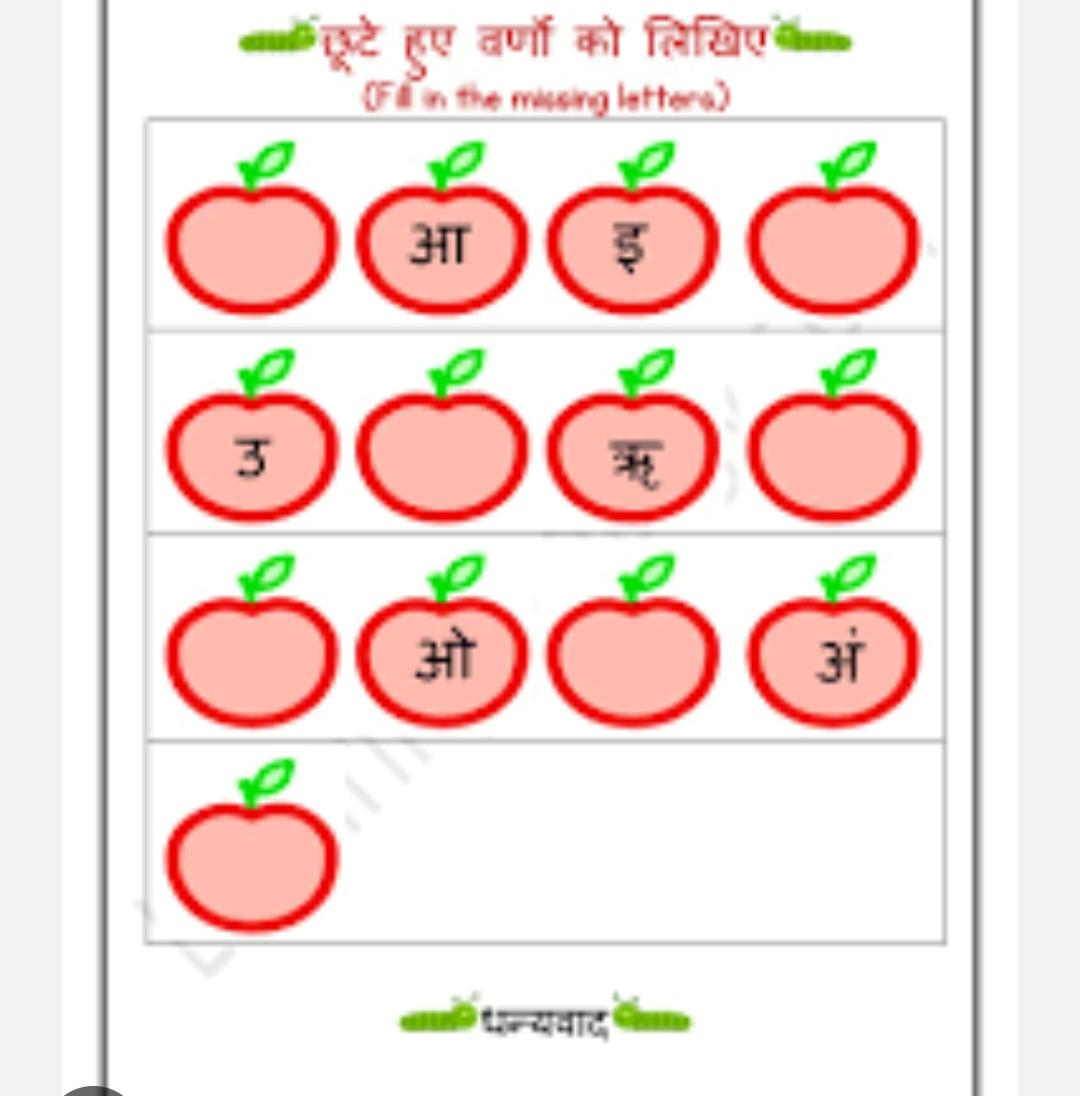 छूटे हुए वर्णो को लिखिए
(Fill in the missing letters)
आ इ
उ ऋ
ओ अं
धन्यवाद